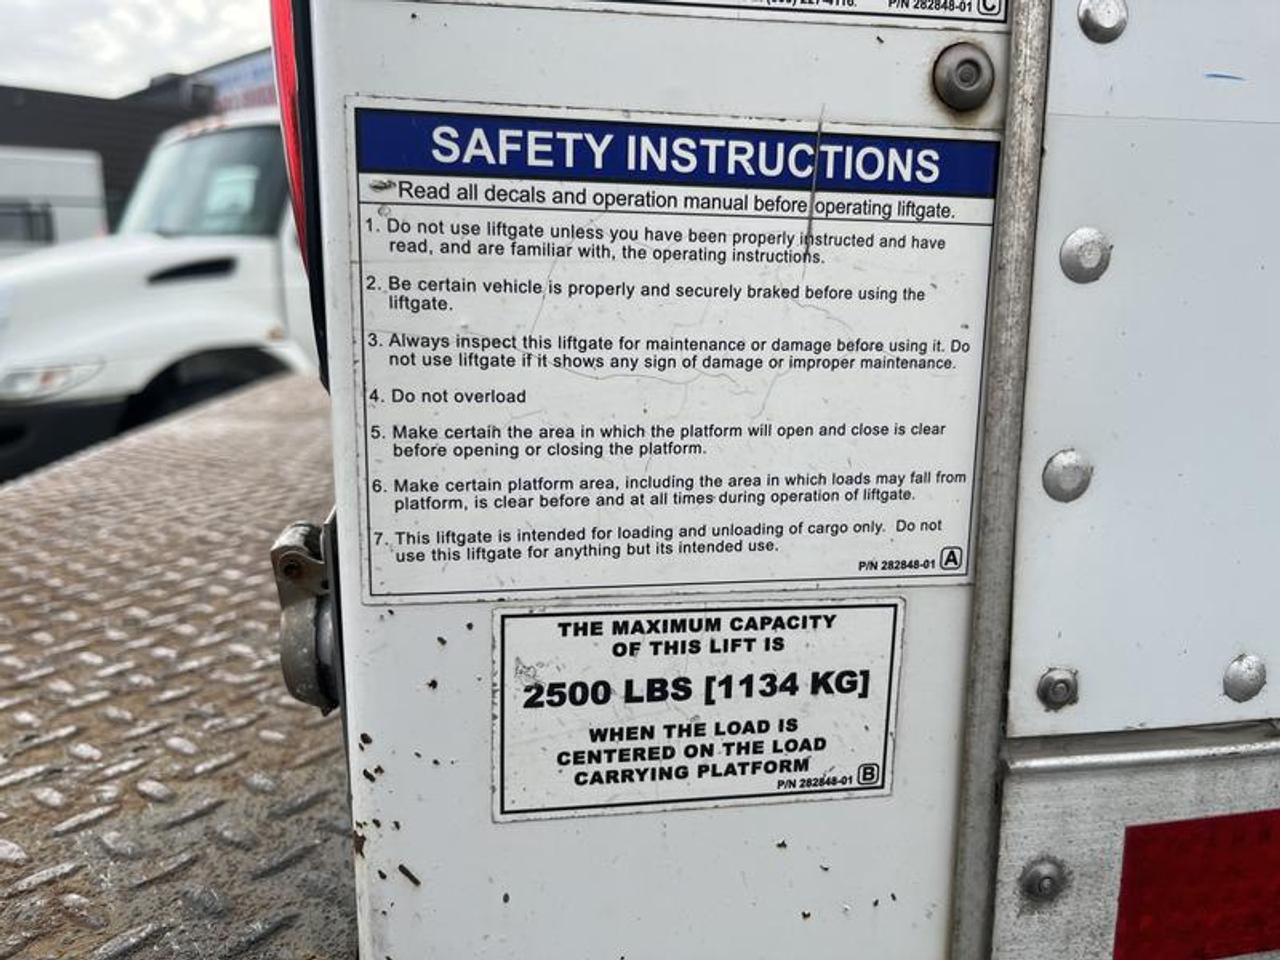 P/N 282848-01 C
SAFETY INSTRUCTIONS
Read all decals and operation manual before operating liftgate.
1. Do not use liftgate unless you have been properly instructed and have
read, and are familiar with, the operating instructions.
2. Be certain vehicle is properly and securely braked before using the
liftgate.
3. Always inspect this liftgate for maintenance or damage before using it. Do
not use liftgate if it shows any sign of damage or improper maintenance.
4. Do not overload
5. Make certain the area in which the platform will open and close is clear
before opening or closing the platform.
6. Make certain platform area, including the area in which loads may fall from
platform, is clear before and at all times during operation of liftgate.
7. This liftgate is intended for loading and unloading of cargo only. Do not
use this liftgate for anything but its intended use.
P/N 282848-01 A
THE MAXIMUM CAPACITY
OF THIS LIFT IS
2500 LBS [1134 KG]
WHEN THE LOAD IS
CENTERED ON THE LOAD
CARRYING PLATFORM
P/N 282848-01 B